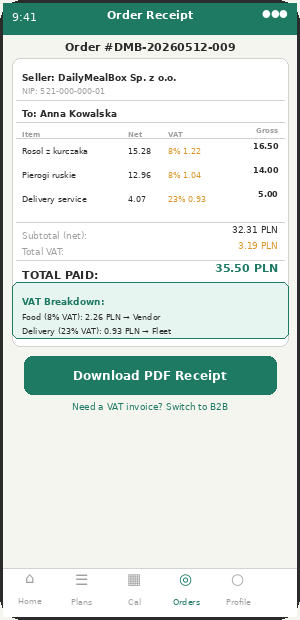 9:41 Order Receipt
Order #DMB-20260512-009
Seller: DailyMealBox Sp. z o.o.
NIP: 521-000-000-01
To: Anna Kowalska
Item Net VAT Gross
Rosol z kurczaka 15.28 8% 1.22 16.50
Pierogi ruskie 12.96 8% 1.04 14.00
Delivery service 4.07 23% 0.93 5.00
Subtotal (net): 32.31 PLN
Total VAT: 3.19 PLN
TOTAL PAID: 35.50 PLN
VAT Breakdown:
Food (8% VAT): 2.26 PLN → Vendor
Delivery (23% VAT): 0.93 PLN → Fleet
Download PDF Receipt
Need a VAT invoice? Switch to B2B
Home Plans Cal Orders Profile